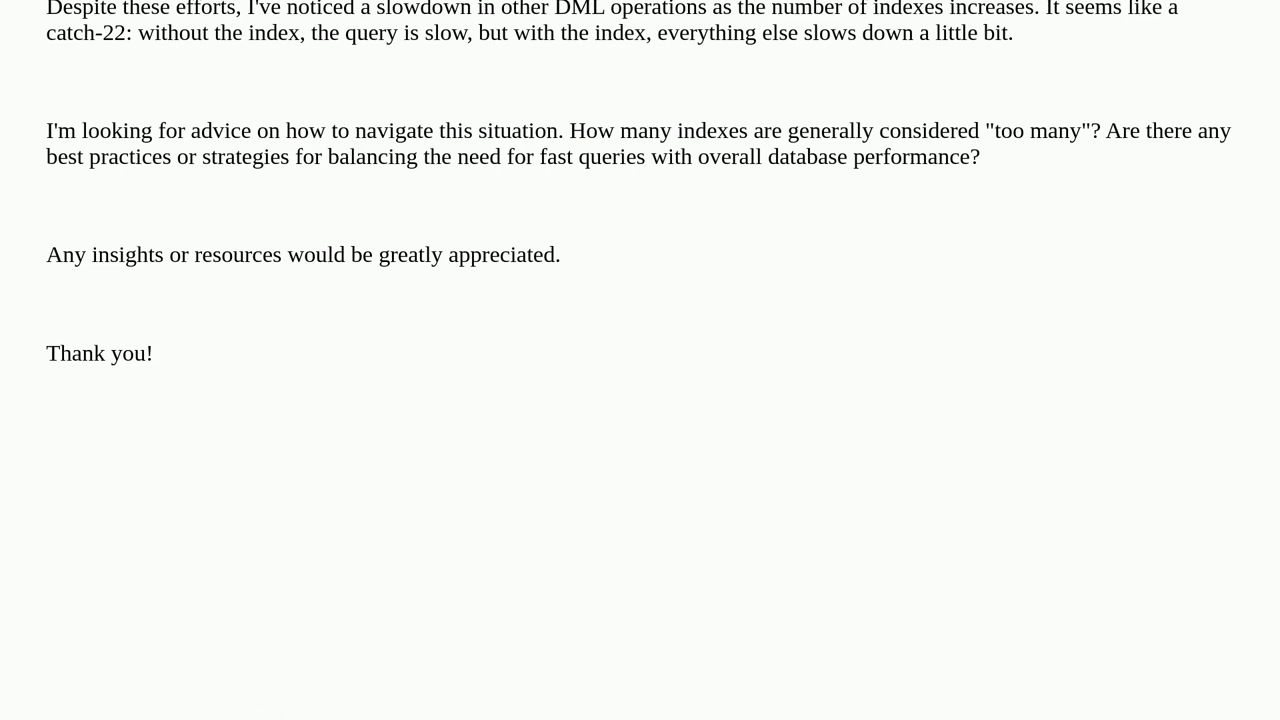 Despite these efforts, I've noticed a slowdown in other DML operations as the number of indexes increases. It seems like a
catch-22: without the index, the query is slow, but with the index, everything else slows down a little bit.
I'm looking for advice on how to navigate this situation. How many indexes are generally considered "too many"? Are there any
best practices or strategies for balancing the need for fast queries with overall database performance?
Any insights or resources would be greatly appreciated.
Thank you!